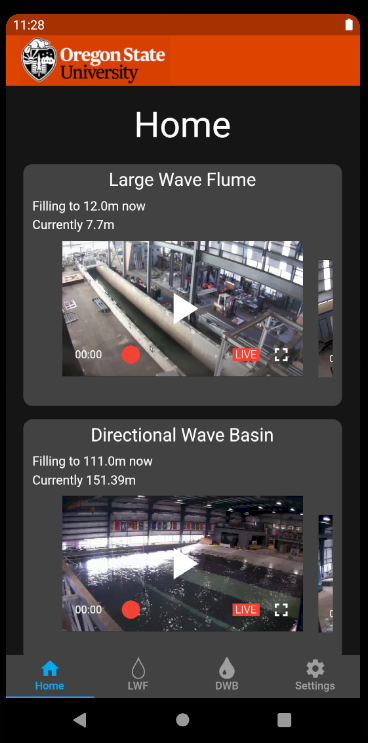 11:28
Oregon State
University
Home
Large Wave Flume
Filling to 12.0m now
Currently 7.7m
00:00 LIVE
Directional Wave Basin
Filling to 111.0m now
Currently 151.39m
00:00 LIVE
Home LWF DWB Settings